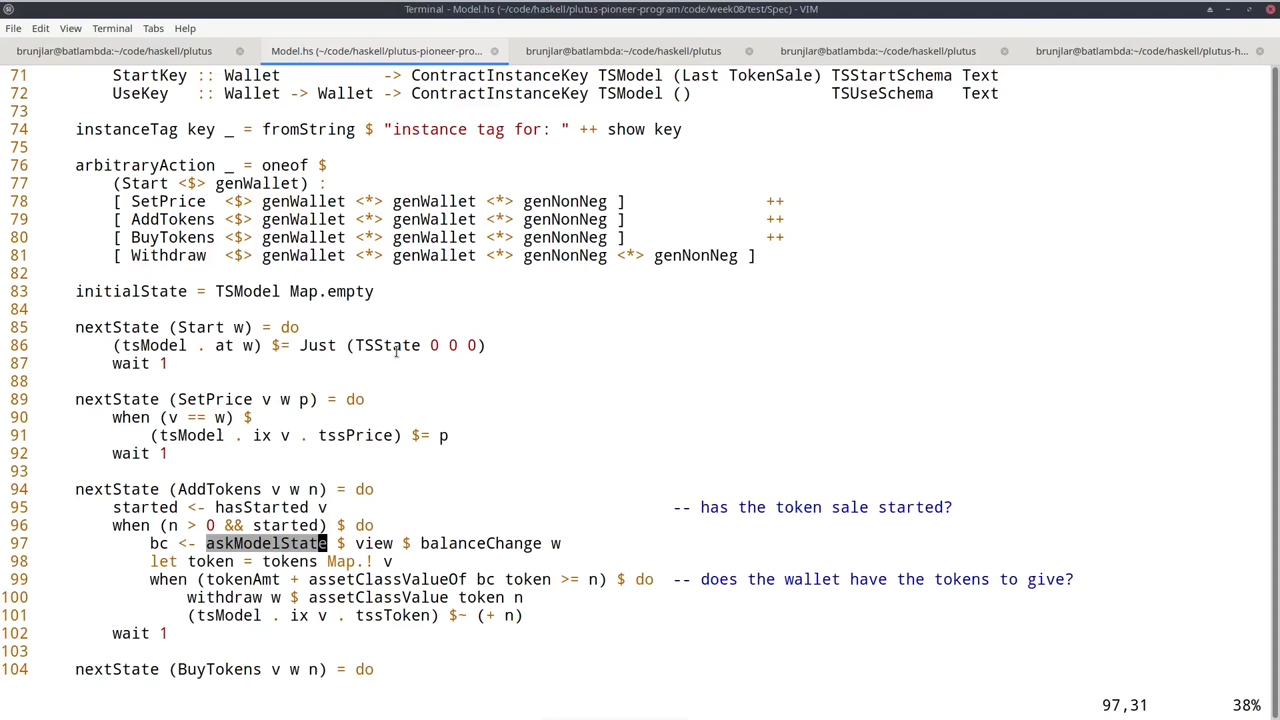 Terminal - Model.hs (~/code/haskell/plutus-pioneer-program/code/week08/test/Spec) - VIM
File Edit View Terminal Tabs Help
brunjlar@batlambda:~/code/haskell/plutus Model.hs (~/code/haskell/plutus-pioneer-pro... brunjlar@batlambda:~/code/haskell/plutus brunjlar@batlambda:~/code/haskell/plutus brunjlar@batlambda:~/code/haskell/plutus-h...
71 StartKey :: Wallet -> ContractInstanceKey TSModel (Last TokenSale) TSStartSchema Text
72 UseKey :: Wallet -> Wallet -> ContractInstanceKey TSModel () TSUseSchema Text
73
74 instanceTag key _ = fromString $ "instance tag for: " ++ show key
75
76 arbitraryAction _ = oneof $
77 (Start <$> genWallet) :
78 [ SetPrice <$> genWallet <*> genWallet <*> genNonNeg ] ++
79 [ AddTokens <$> genWallet <*> genWallet <*> genNonNeg ] ++
80 [ BuyTokens <$> genWallet <*> genWallet <*> genNonNeg ] ++
81 [ Withdraw <$> genWallet <*> genWallet <*> genNonNeg <*> genNonNeg ]
82
83 initialState = TSModel Map.empty
84
85 nextState (Start w) = do
86 (tsModel . at w) $= Just (TSState 0 0 0)
87 wait 1
88
89 nextState (SetPrice v w p) = do
90 when (v == w) $
91 (tsModel . ix v . tssPrice) $= p
92 wait 1
93
94 nextState (AddTokens v w n) = do
95 started <- hasStarted v -- has the token sale started?
96 when (n > 0 && started) $ do
97 bc <- askModelState $ view $ balanceChange w
98 let token = tokens Map.! v
99 when (tokenAmt + assetClassValueOf bc token >= n) $ do -- does the wallet have the tokens to give?
100 withdraw w $ assetClassValue token n
101 (tsModel . ix v . tssToken) $~ (+ n)
102 wait 1
103
104 nextState (BuyTokens v w n) = do
97,31 38%